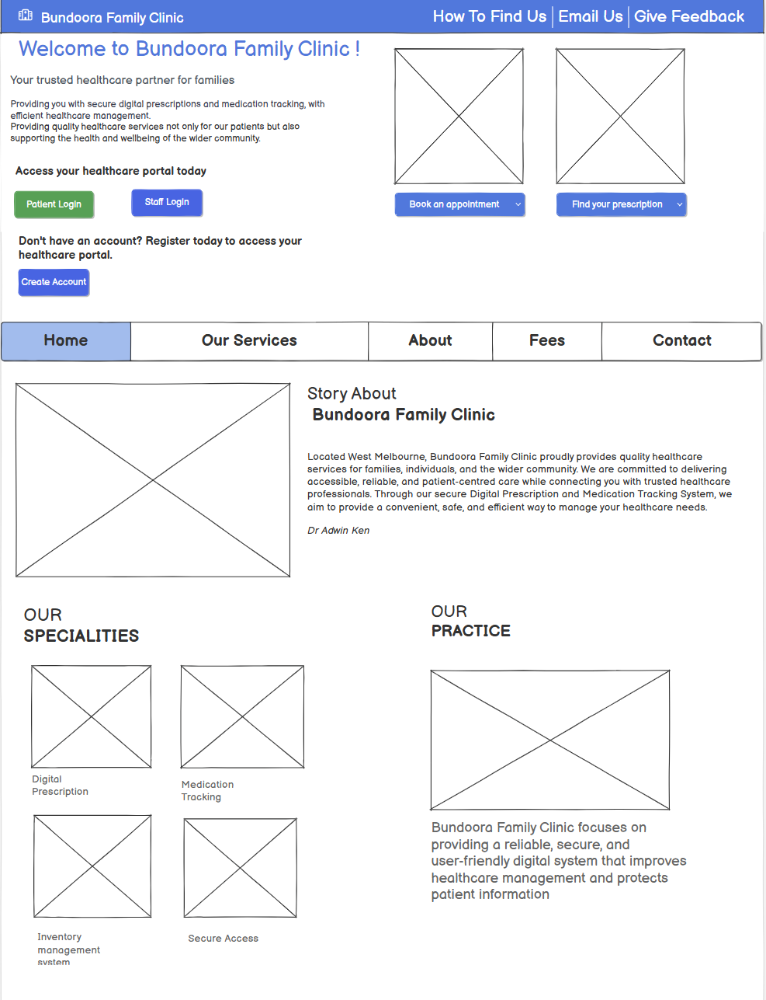 Bundoora Family Clinic
How To Find Us | Email Us | Give Feedback
Welcome to Bundoora Family Clinic !
Your trusted healthcare partner for families
Providing you with secure digital prescriptions and medication tracking, with
efficient healthcare management.
Providing quality healthcare services not only for our patients but also
supporting the health and wellbeing of the wider community.
Access your healthcare portal today
Patient Login
Staff Login
Book an appointment
Find your prescription
Don't have an account? Register today to access your
healthcare portal.
Create Account
Home
Our Services
About
Fees
Contact
Story About
Bundoora Family Clinic
Located West Melbourne, Bundoora Family Clinic proudly provides quality healthcare
services for families, individuals, and the wider community. We are committed to delivering
accessible, reliable, and patient-centred care while connecting you with trusted healthcare
professionals. Through our secure Digital Prescription and Medication Tracking System, we
aim to provide a convenient, safe, and efficient way to manage your healthcare needs.
Dr Adwin Ken
OUR
SPECIALITIES
Digital
Prescription
Medication
Tracking
Inventory
management
system
Secure Access
OUR
PRACTICE
Bundoora Family Clinic focuses on
providing a reliable, secure, and
user-friendly digital system that improves
healthcare management and protects
patient information